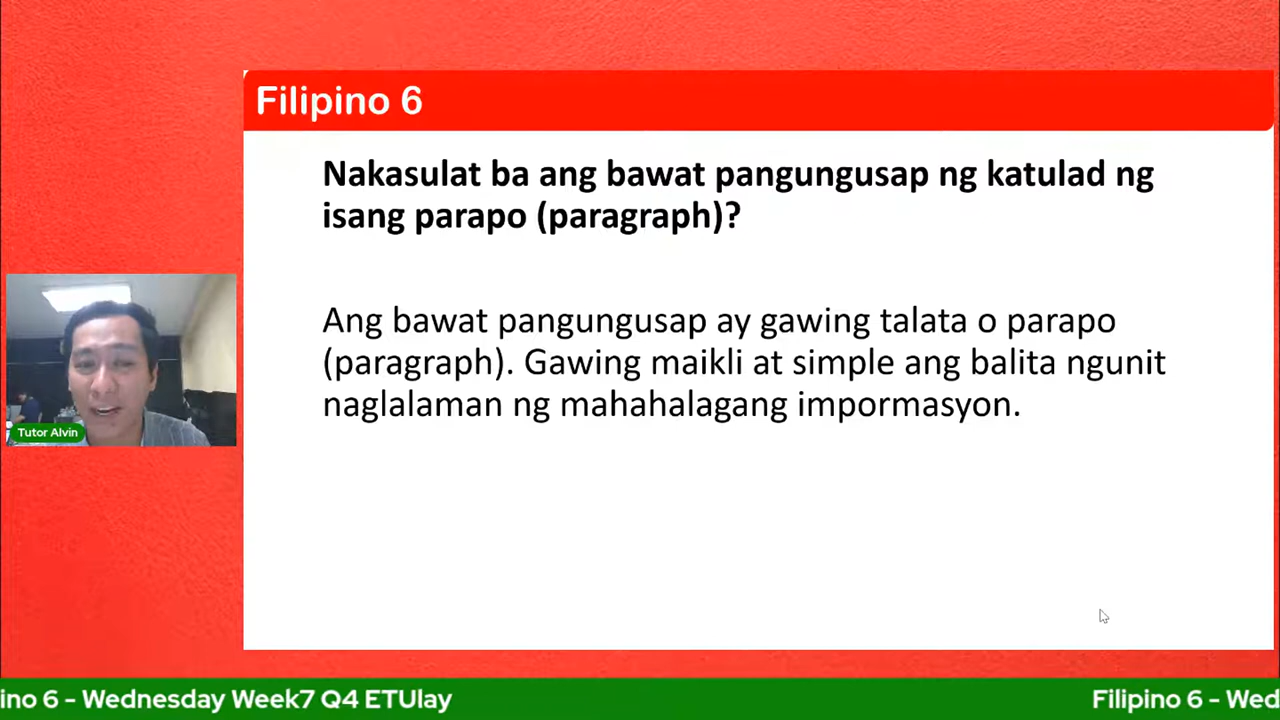 Filipino 6
Nakasulat ba ang bawat pangungusap ng katulad ng
isang parapo (paragraph)?
Ang bawat pangungusap ay gawing talata o parapo
(paragraph). Gawing maikli at simple ang balita ngunit
naglalaman ng mahahalagang impormasyon.
Tutor Alvin
ino 6 - Wednesday Week7 Q4 ETUlay
Filipino 6 - Wed